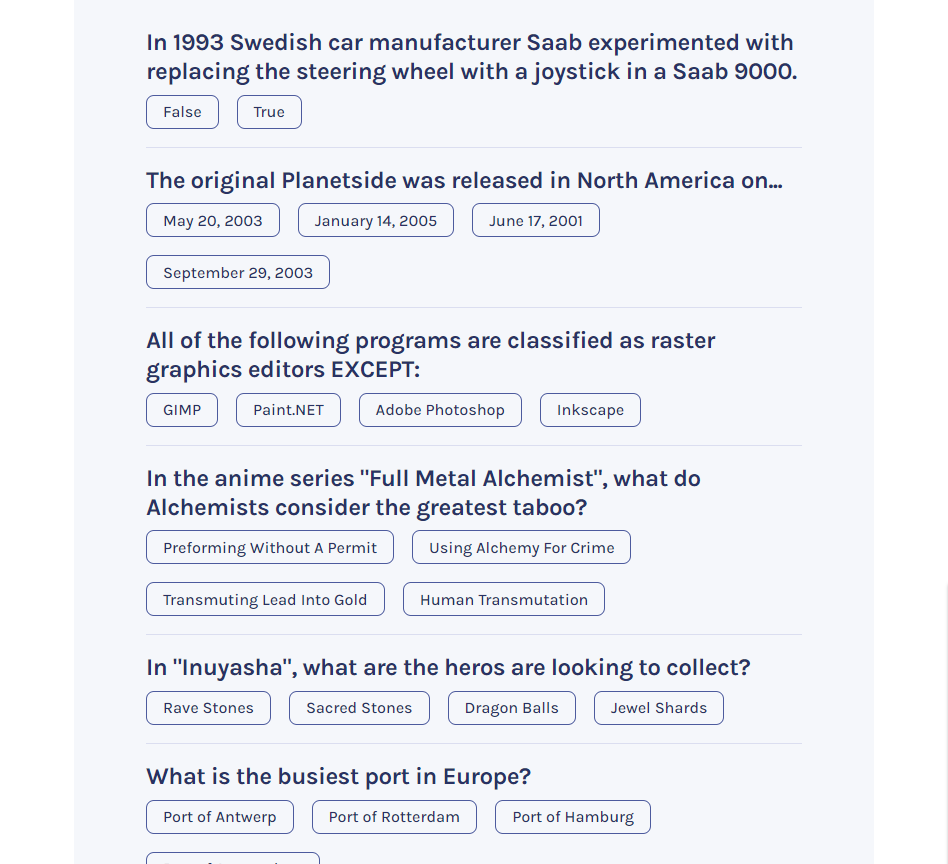 In 1993 Swedish car manufacturer Saab experimented with
replacing the steering wheel with a joystick in a Saab 9000.
False True
The original Planetside was released in North America on...
May 20, 2003 January 14, 2005 June 17, 2001
September 29, 2003
All of the following programs are classified as raster
graphics editors EXCEPT:
GIMP Paint.NET Adobe Photoshop Inkscape
In the anime series "Full Metal Alchemist", what do
Alchemists consider the greatest taboo?
Preforming Without A Permit Using Alchemy For Crime
Transmuting Lead Into Gold Human Transmutation
In "Inuyasha", what are the heros are looking to collect?
Rave Stones Sacred Stones Dragon Balls Jewel Shards
What is the busiest port in Europe?
Port of Antwerp Port of Rotterdam Port of Hamburg